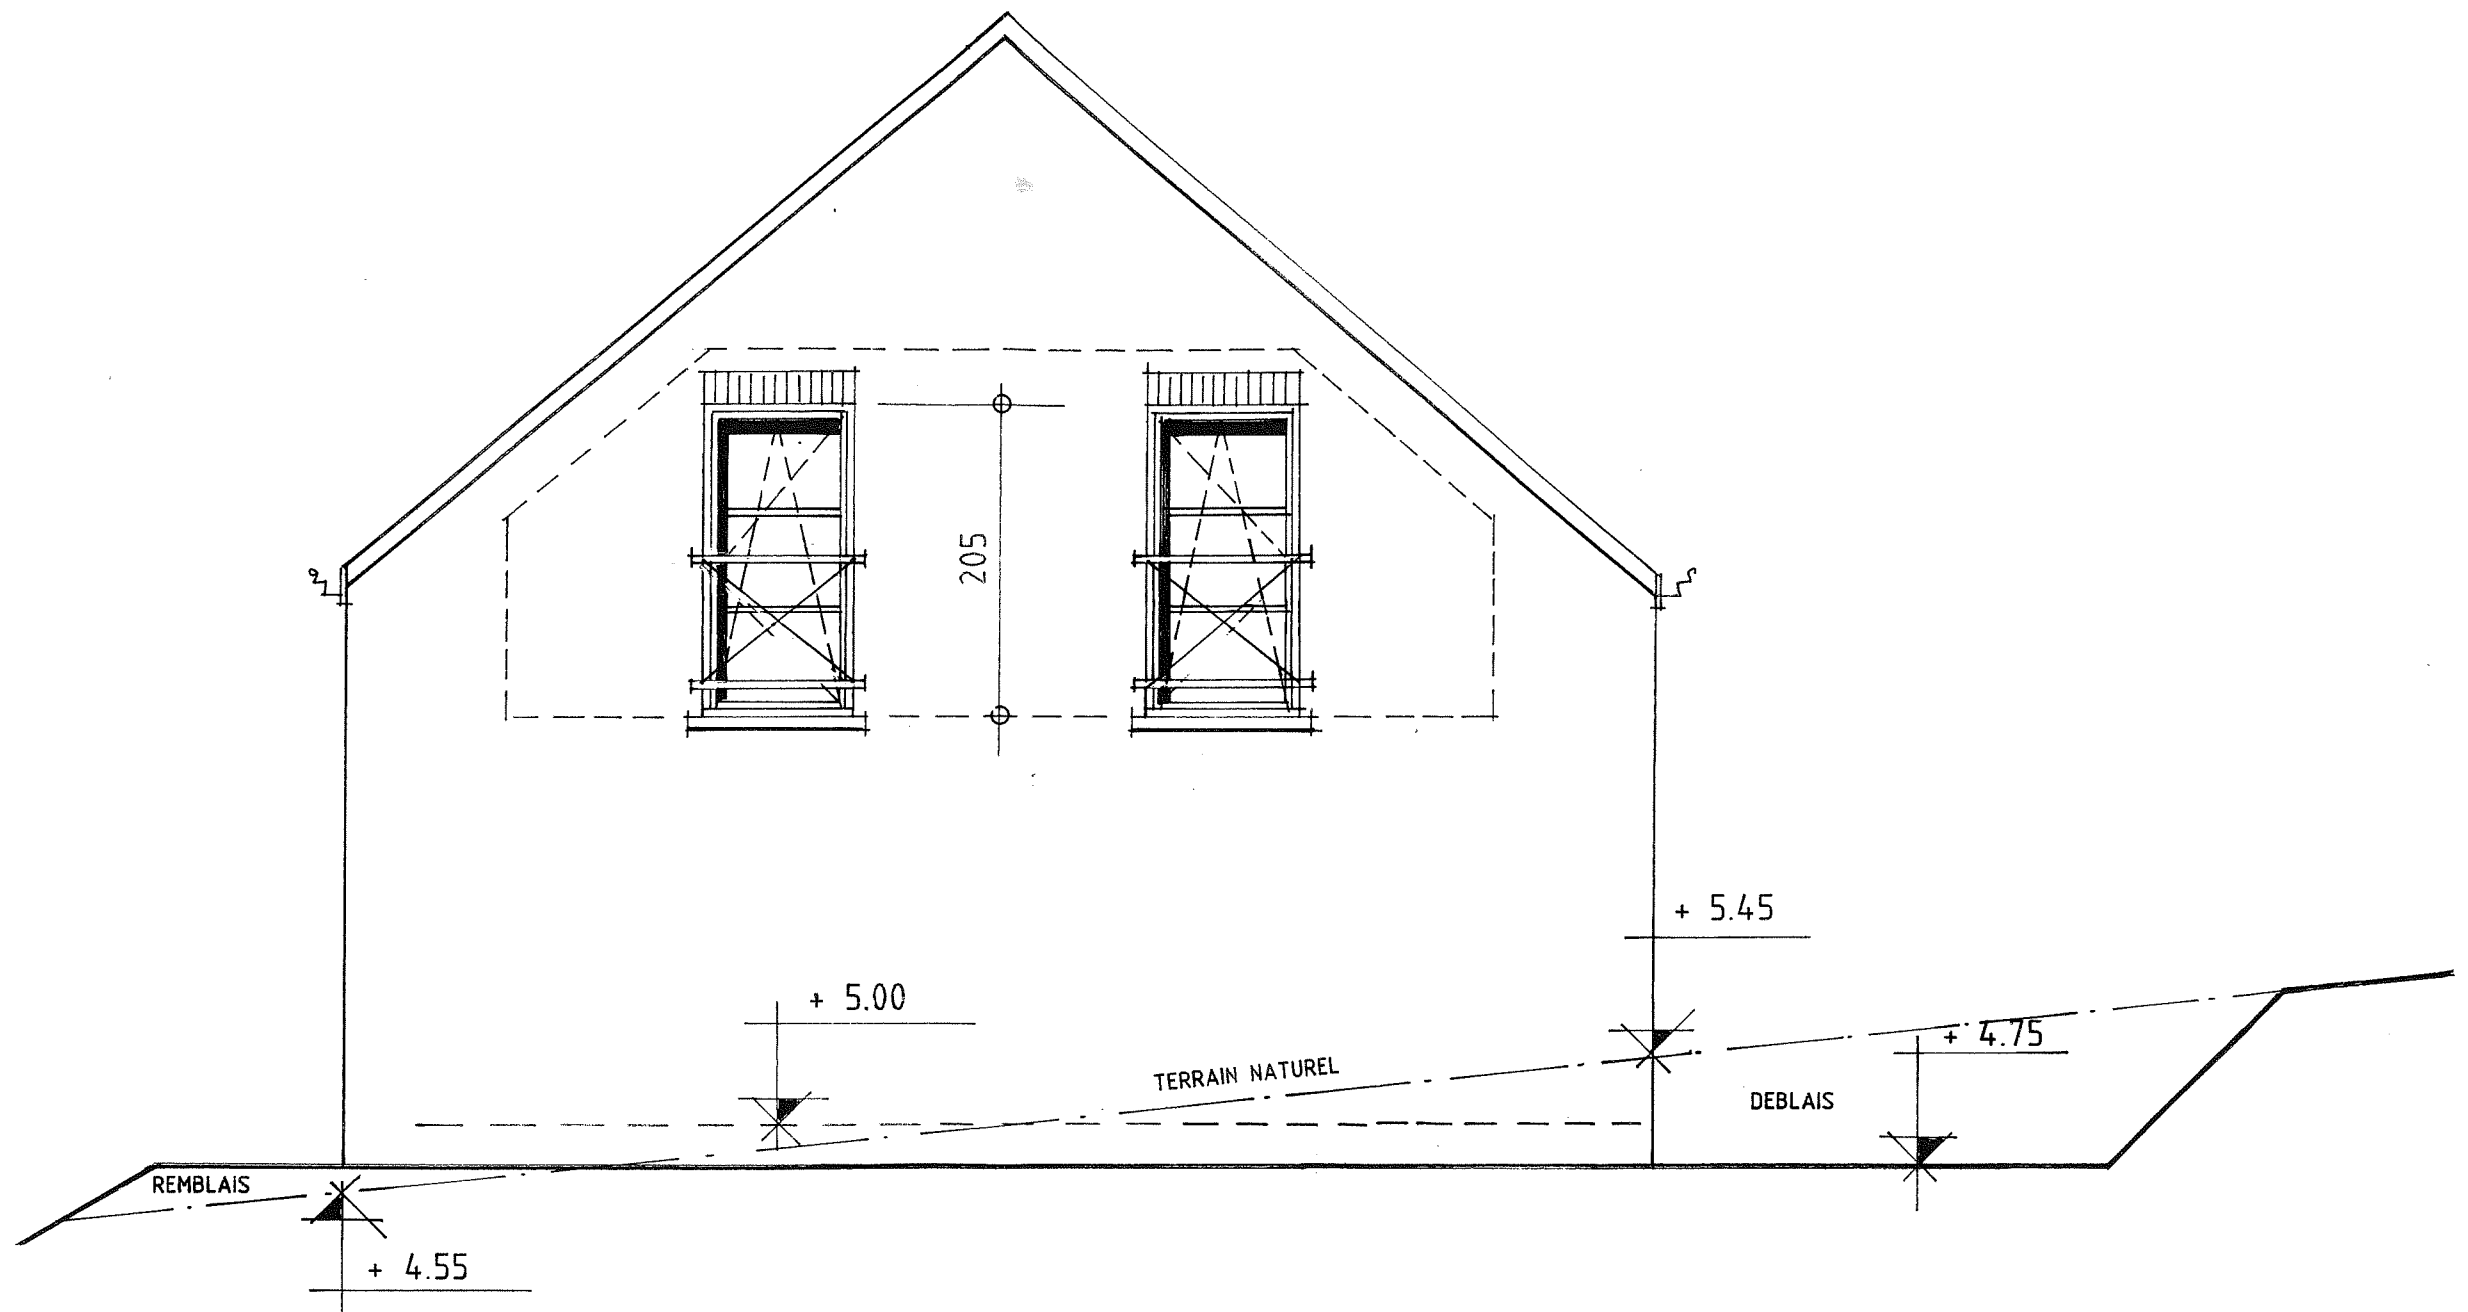 205
+ 5.45
+ 5.00
+ 4.75
TERRAIN NATUREL
DEBLAIS
REMBLAIS
+ 4.55